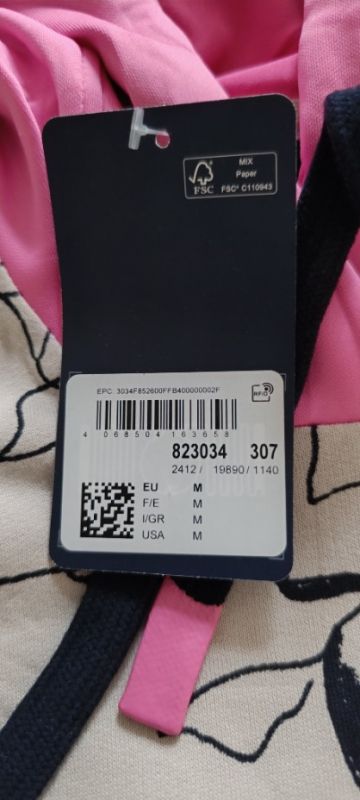 MIX
Paper
FSC
FSC® C110943
EPC. 3034F852600FFB400000002F
RFID
4 068504 163658
823034 307
2412 / 19890 / 1140
EU M
F/E M
I/GR M
USA M